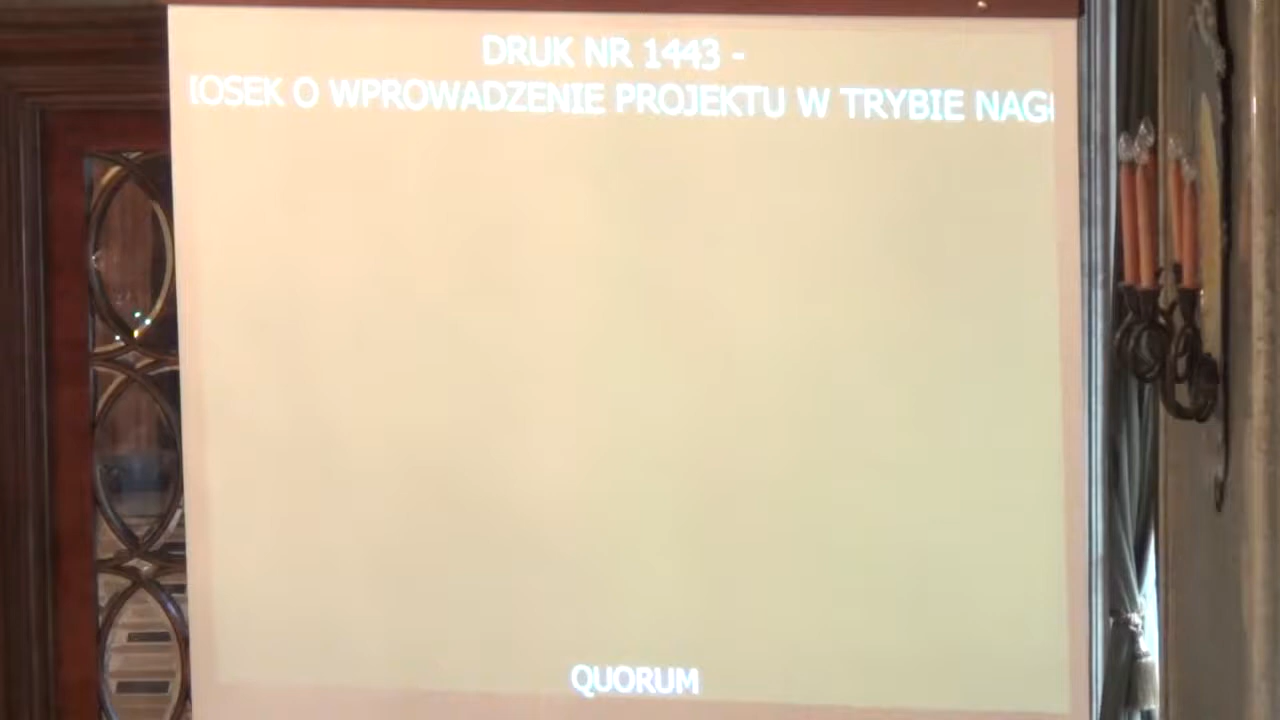 DRUK NR 1443 -
IOSEK O WPROWADZENIE PROJEKTU W TRYBIE NAG
QUORUM